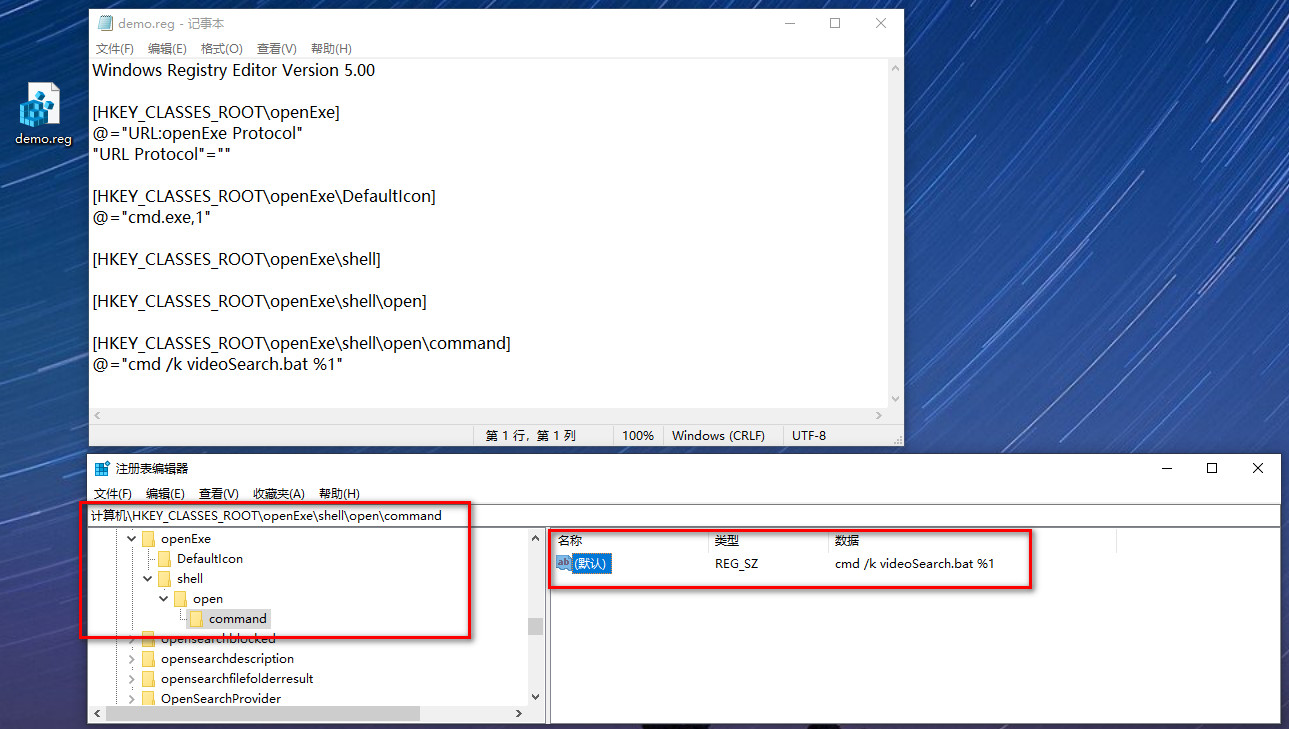 demo.reg - 记事本
文件(F) 编辑(E) 格式(O) 查看(V) 帮助(H)
Windows Registry Editor Version 5.00
[HKEY_CLASSES_ROOT\openExe]
@="URL:openExe Protocol"
"URL Protocol"=""
[HKEY_CLASSES_ROOT\openExe\DefaultIcon]
@="cmd.exe,1"
[HKEY_CLASSES_ROOT\openExe\shell]
[HKEY_CLASSES_ROOT\openExe\shell\open]
[HKEY_CLASSES_ROOT\openExe\shell\open\command]
@="cmd /k videoSearch.bat %1"
第 1 行，第 1 列 100% Windows (CRLF) UTF-8
demo.reg
注册表编辑器
文件(F) 编辑(E) 查看(V) 收藏夹(A) 帮助(H)
计算机\HKEY_CLASSES_ROOT\openExe\shell\open\command
openExe
DefaultIcon
shell
open
command
opensearchblocked
opensearchdescription
opensearchfilefolderresult
OpenSearchProvider
名称 类型 数据
ab (默认) REG_SZ cmd /k videoSearch.bat %1